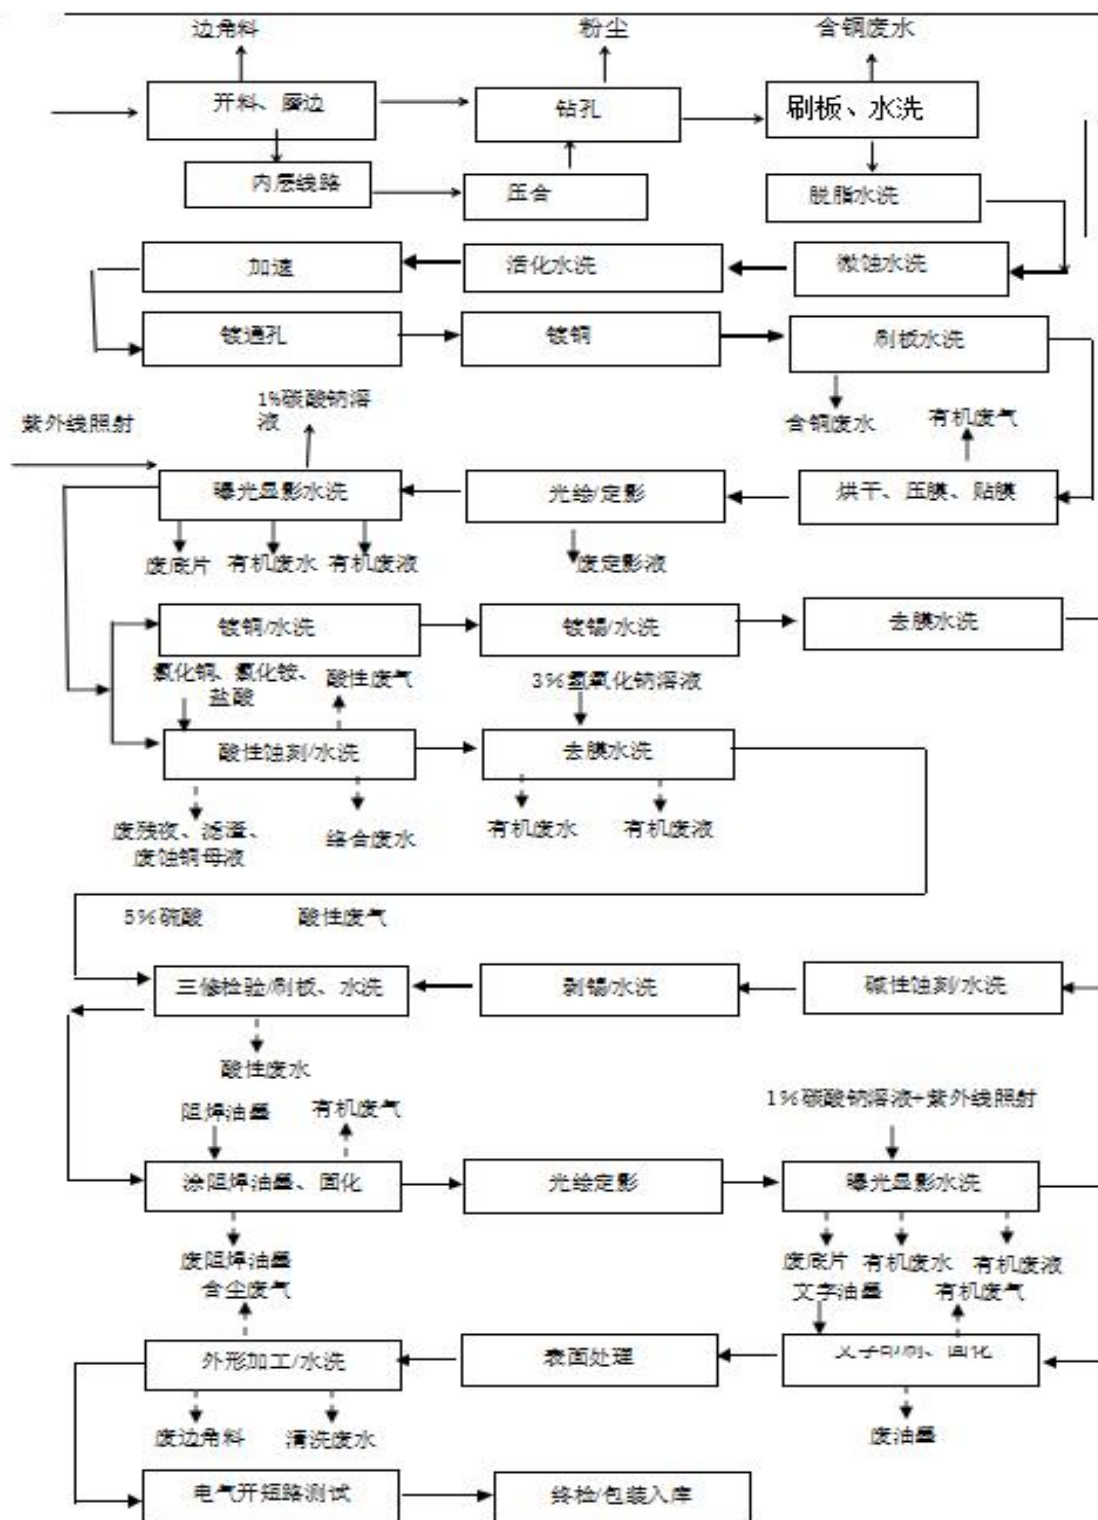 边角料
粉尘
含铜废水
开料、磨边
钻孔
刷板、水洗
内层线路
压合
脱脂水洗
加速
活化水洗
微蚀水洗
镀通孔
镀铜
刷板水洗
紫外线照射
1%碳酸钠溶
液
含铜废水
有机废气
曝光显影水洗
光绘/定影
烘干、压膜、贴膜
废底片
有机废水
有机废液
废定影液
镀铜/水洗
镀锡/水洗
去膜水洗
氯化铜、氯化铵、
盐酸
酸性废气
3%氢氧化钠溶液
酸性蚀刻/水洗
去膜水洗
废残夜、滤渣、
废蚀铜母液
络合废水
有机废水
有机废液
5%硫酸
酸性废气
三修检验/刷板、水洗
剥锡/水洗
碱性蚀刻/水洗
酸性废水
阻焊油墨
有机废气
1%碳酸钠溶液+紫外线照射
涂阻焊油墨、固化
光绘定影
曝光显影水洗
废阻焊油墨
含尘废气
废底片
有机废水
有机废液
文字油墨
有机废气
外形加工/水洗
表面处理
文字印刷、固化
废边角料
清洗废水
废油墨
电气开短路测试
终检/包装入库